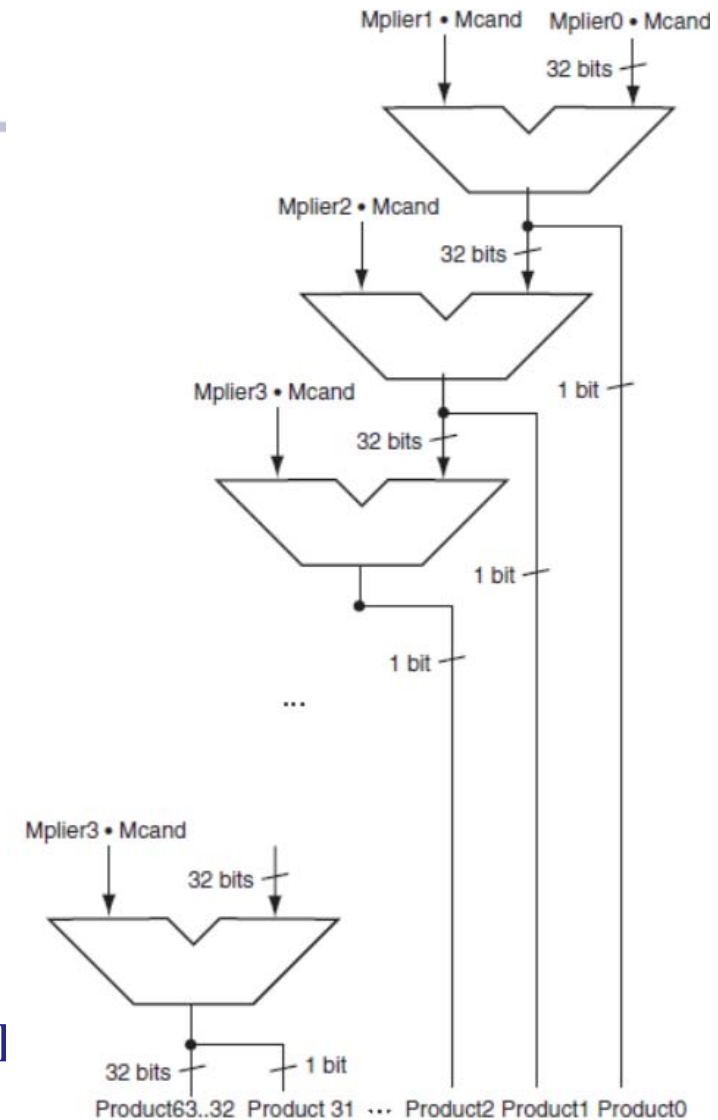 Mplier1 • Mcand Mplier0 • Mcand
32 bits
Mplier2 • Mcand
32 bits
1 bit
Mplier3 • Mcand
32 bits
1 bit
1 bit
...
Mplier3 • Mcand
32 bits
32 bits 1 bit
Product63..32 Product 31 ... Product2 Product1 Product0